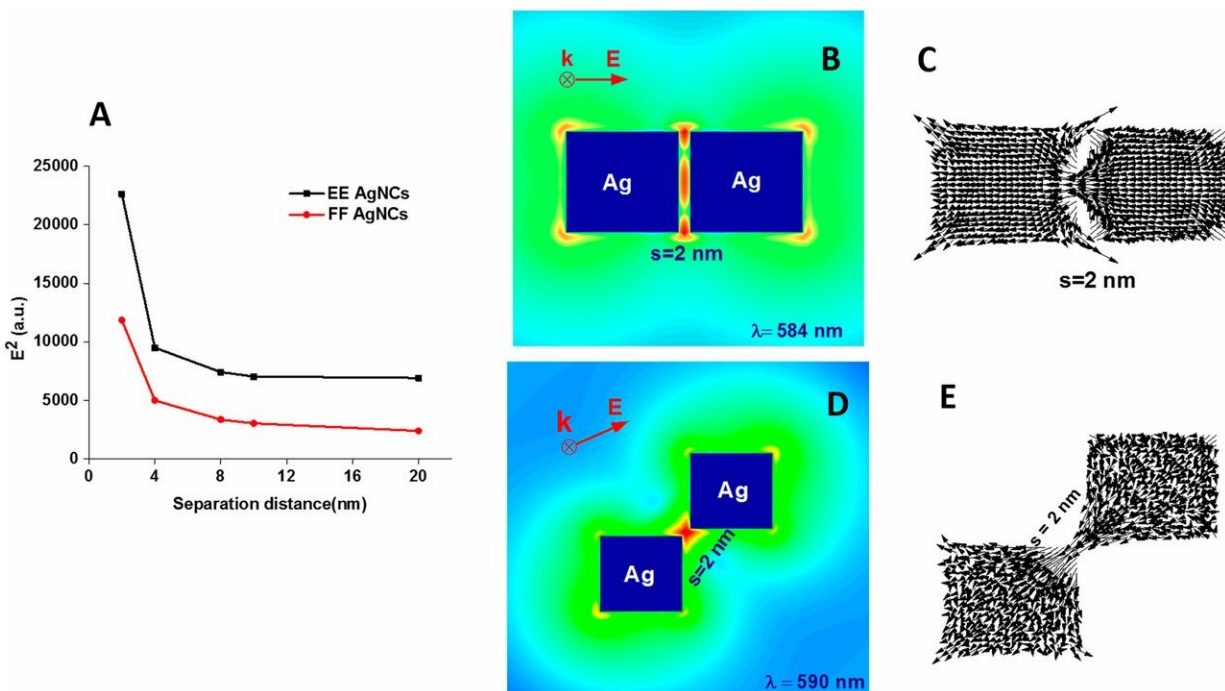 A
25000
20000
15000
10000
5000
0
E² (a.u.)
EE AgNCs
FF AgNCs
0 4 8 12 16 20
Separation distance(nm)
B
k E
Ag Ag
s=2 nm
λ= 584 nm
C
s=2 nm
D
k E
Ag
Ag
s=2 nm
λ = 590 nm
E
s = 2 nm